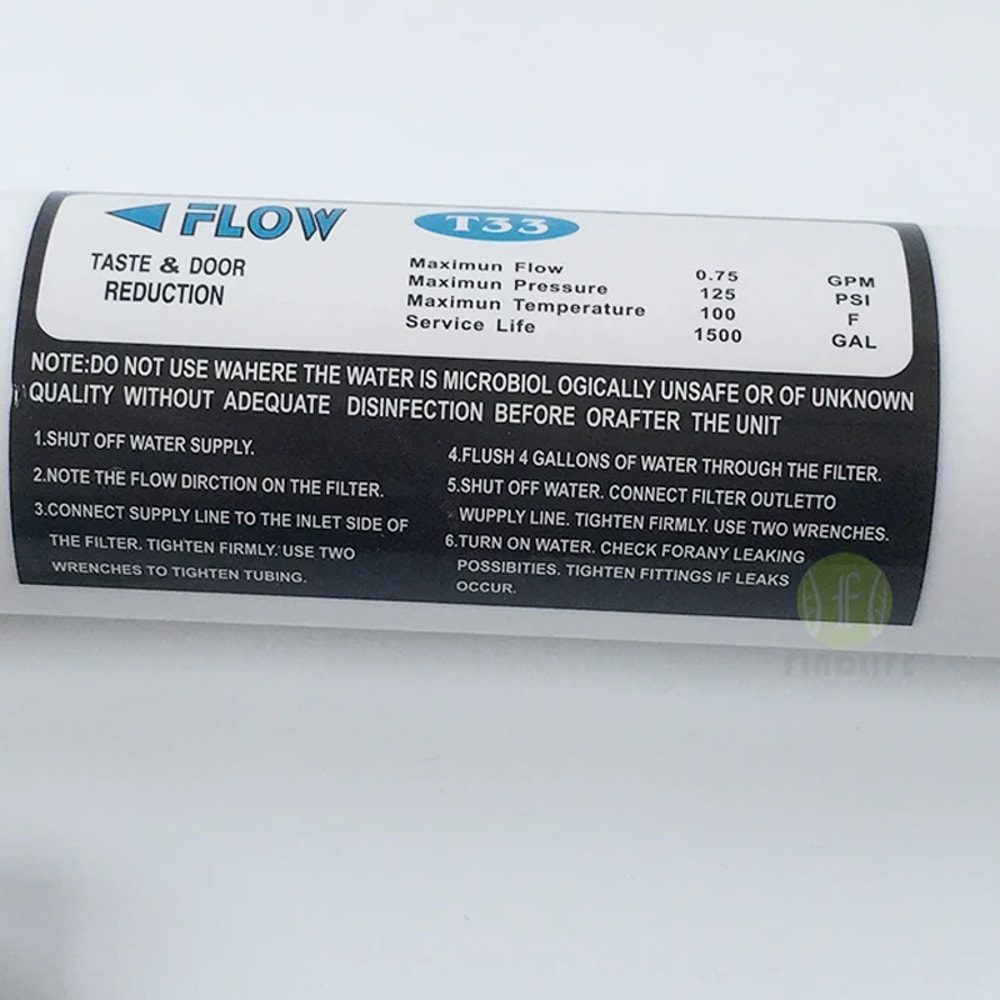 FLOW
T33
TASTE & DOOR
REDUCTION
Maximun Flow 0.75 GPM
Maximun Pressure 125 PSI
Maximun Temperature 100 F
Service Life 1500 GAL
NOTE:DO NOT USE WAHERE THE WATER IS MICROBIOL OGICALLY UNSAFE OR OF UNKNOWN
QUALITY WITHOUT ADEQUATE DISINFECTION BEFORE ORAFTER THE UNIT
1.SHUT OFF WATER SUPPLY.
2.NOTE THE FLOW DIRCTION ON THE FILTER.
3.CONNECT SUPPLY LINE TO THE INLET SIDE OF
THE FILTER. TIGHTEN FIRMLY. USE TWO
WRENCHES TO TIGHTEN TUBING.
4.FLUSH 4 GALLONS OF WATER THROUGH THE FILTER.
5.SHUT OFF WATER. CONNECT FILTER OUTLETTO
WUPPLY LINE. TIGHTEN FIRMLY. USE TWO WRENCHES.
6.TURN ON WATER. CHECK FORANY LEAKING
POSSIBITIES. TIGHTEN FITTINGS IF LEAKS
OCCUR.
f
FINDLIFE